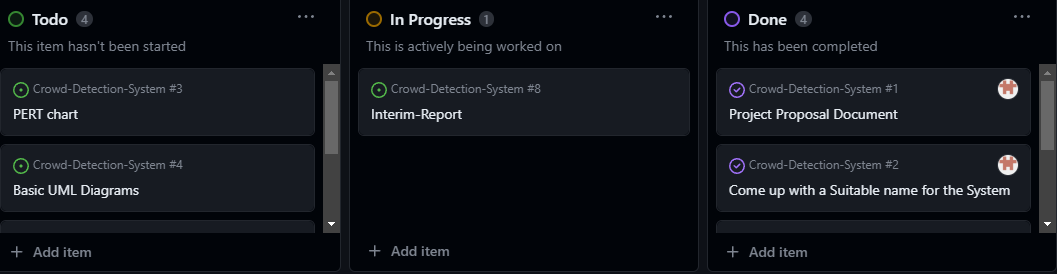 Todo 4
This item hasn't been started
Crowd-Detection-System #3
PERT chart
Crowd-Detection-System #4
Basic UML Diagrams
+ Add item
In Progress 1
This is actively being worked on
Crowd-Detection-System #8
Interim-Report
+ Add item
Done 4
This has been completed
Crowd-Detection-System #1
Project Proposal Document
Crowd-Detection-System #2
Come up with a Suitable name for the System
+ Add item